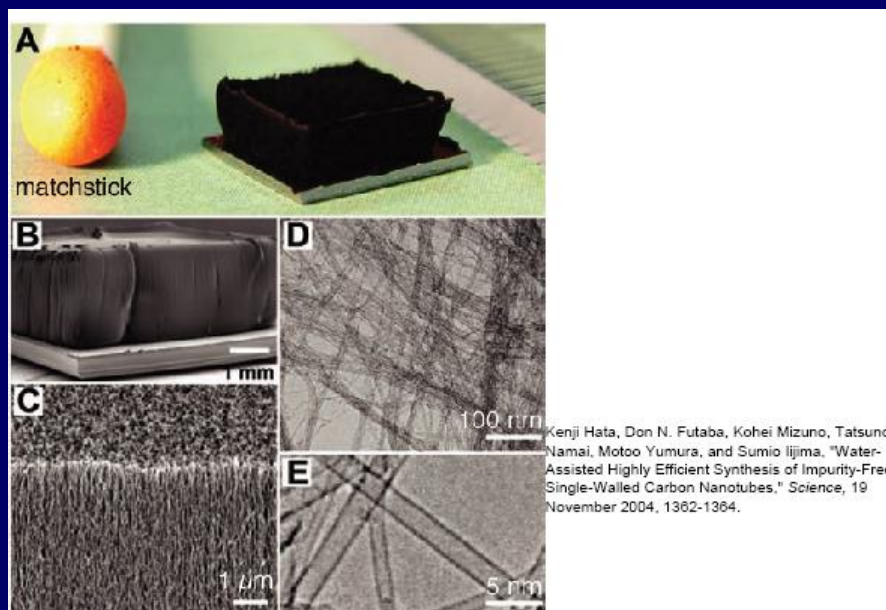 A
matchstick
B
1 mm
C
1 µm
D
100 nm
E
5 nm
Kenji Hata, Don N. Futaba, Kohei Mizuno, Tatsuno
Namai, Motoo Yumura, and Sumio Iijima, "Water-
Assisted Highly Efficient Synthesis of Impurity-Free
Single-Walled Carbon Nanotubes," Science, 19
November 2004, 1362-1364.